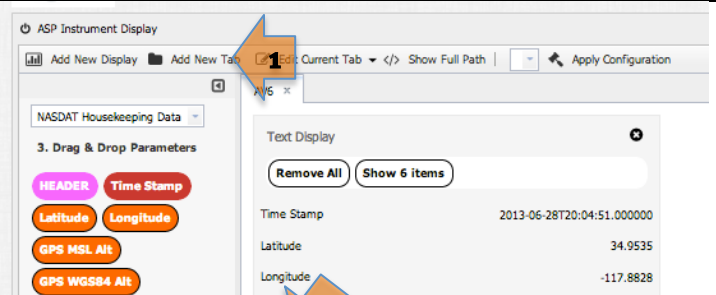 ASP Instrument Display
Add New Display Add New Tab 1 Edit Current Tab </> Show Full Path | Apply Configuration
AV6 ×
NASDAT Housekeeping Data
3. Drag & Drop Parameters
HEADER Time Stamp
Latitude Longitude
GPS MSL Alt
GPS WGS84 Alt
Text Display
Remove All Show 6 items
Time Stamp 2013-06-28T20:04:51.000000
Latitude 34.9535
Longitude -117.8828